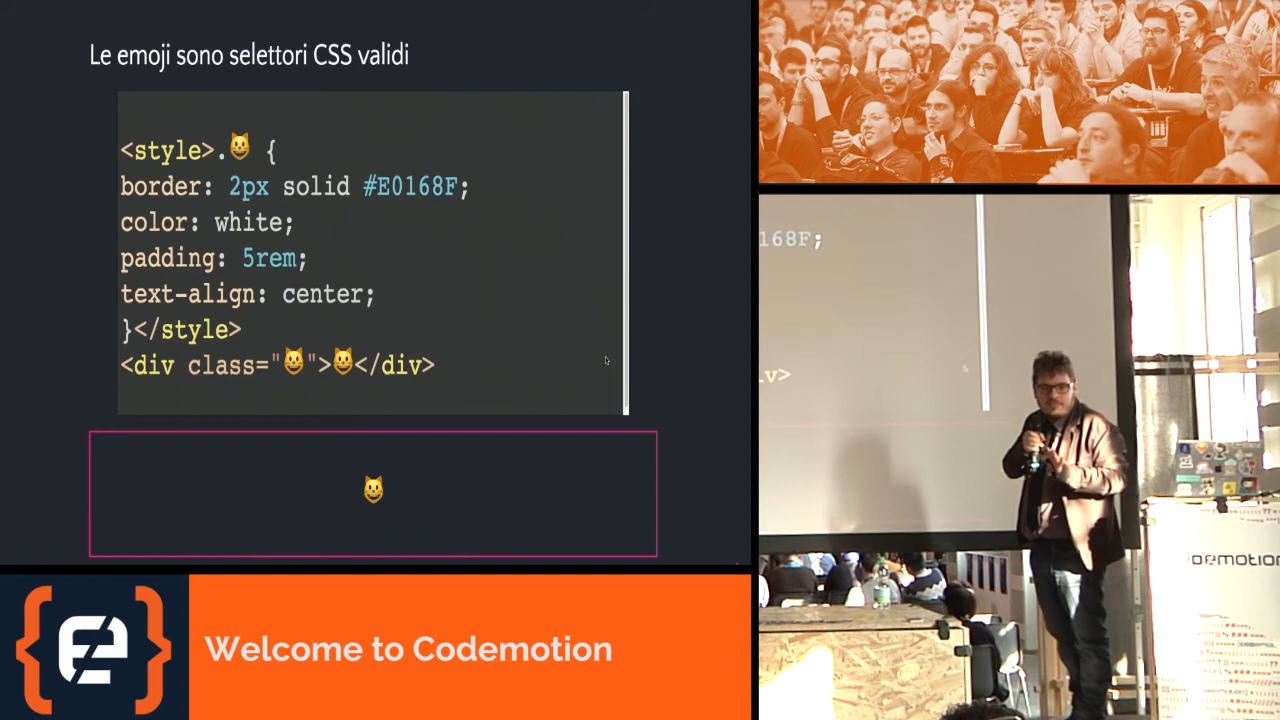 Le emoji sono selettori CSS validi
<style>.😺 {
border: 2px solid #E0168F;
color: white;
padding: 5rem;
text-align: center;
}</style>
<div class="😺">😺</div>
😺
Welcome to Codemotion
168F;
iv>